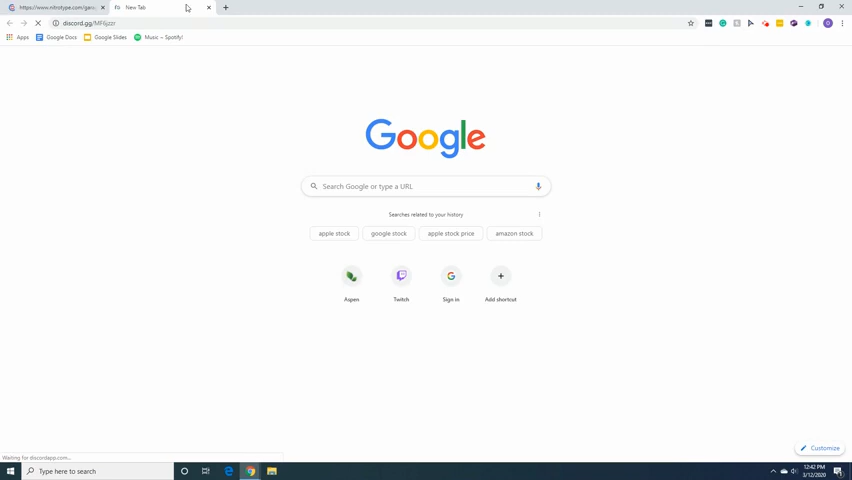 https://www.nitrotype.com/gara
New Tab
discord.gg/MF6jzzr
Apps
Google Docs
Google Slides
Music – Spotify!
Google
Search Google or type a URL
Searches related to your history
apple stock
google stock
apple stock price
amazon stock
Aspen
Twitch
Sign in
Add shortcut
Customize
Waiting for discordapp.com...
Type here to search
12:42 PM
3/12/2020